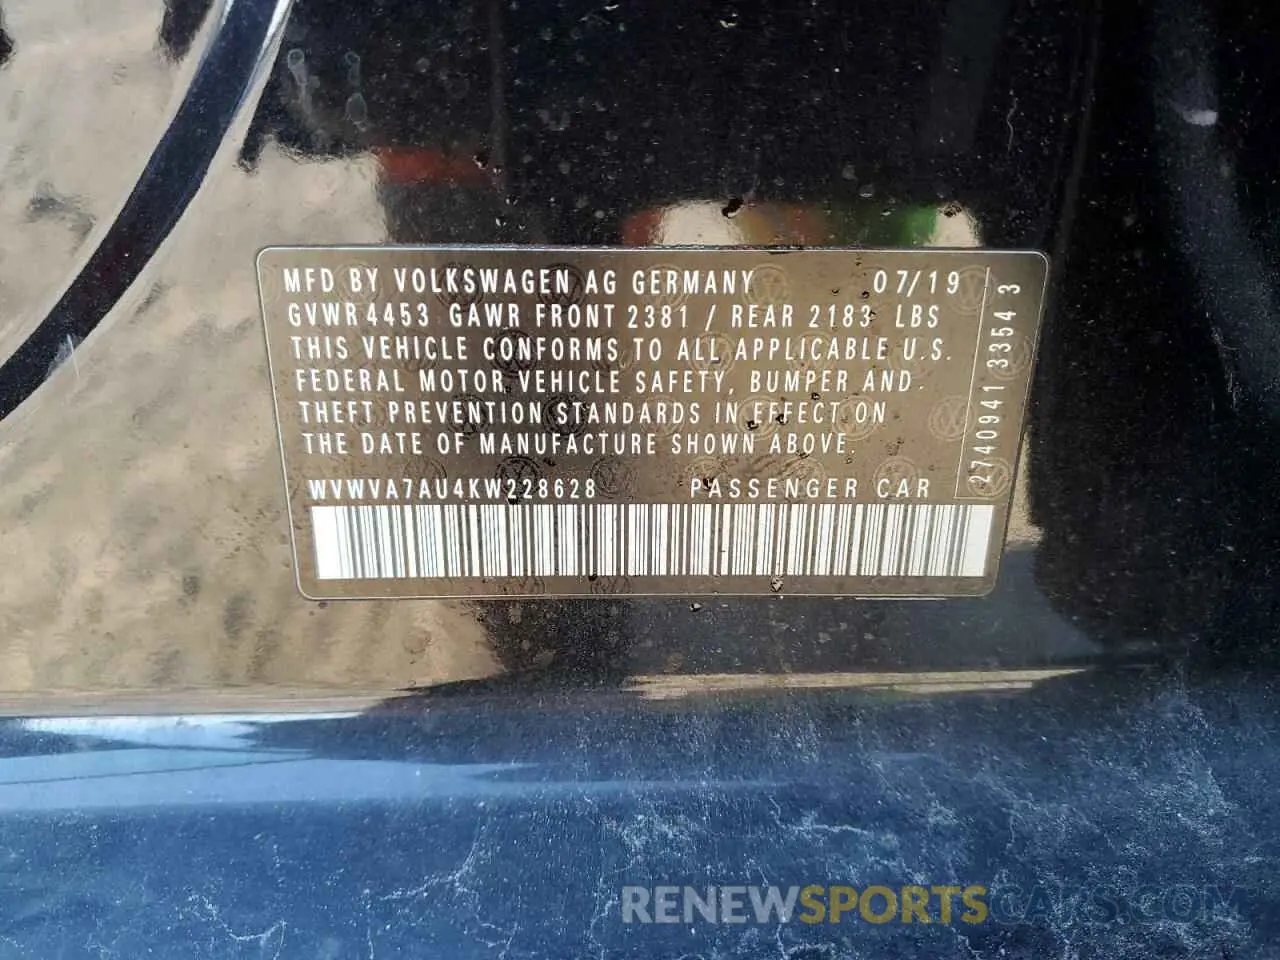 MFD BY VOLKSWAGEN AG GERMANY 07/19
GVWR 4453 GAWR FRONT 2381 / REAR 2183 LBS
THIS VEHICLE CONFORMS TO ALL APPLICABLE U.S.
FEDERAL MOTOR VEHICLE SAFETY, BUMPER AND
THEFT PREVENTION STANDARDS IN EFFECT ON
THE DATE OF MANUFACTURE SHOWN ABOVE.
WVWVA7AU4KW228628 PASSENGER CAR
2740941 3354 3
RENEWSPORTSCARS.COM